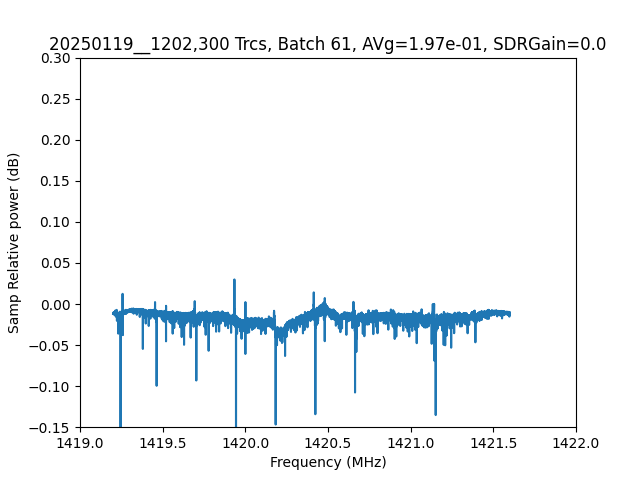 20250119__1202,300 Trcs, Batch 61, AVg=1.97e-01, SDRGain=0.0
0.30
0.25
0.20
0.15
0.10
0.05
0.00
−0.05
−0.10
−0.15
Samp Relative power (dB)
1419.0 1419.5 1420.0 1420.5 1421.0 1421.5 1422.0
Frequency (MHz)